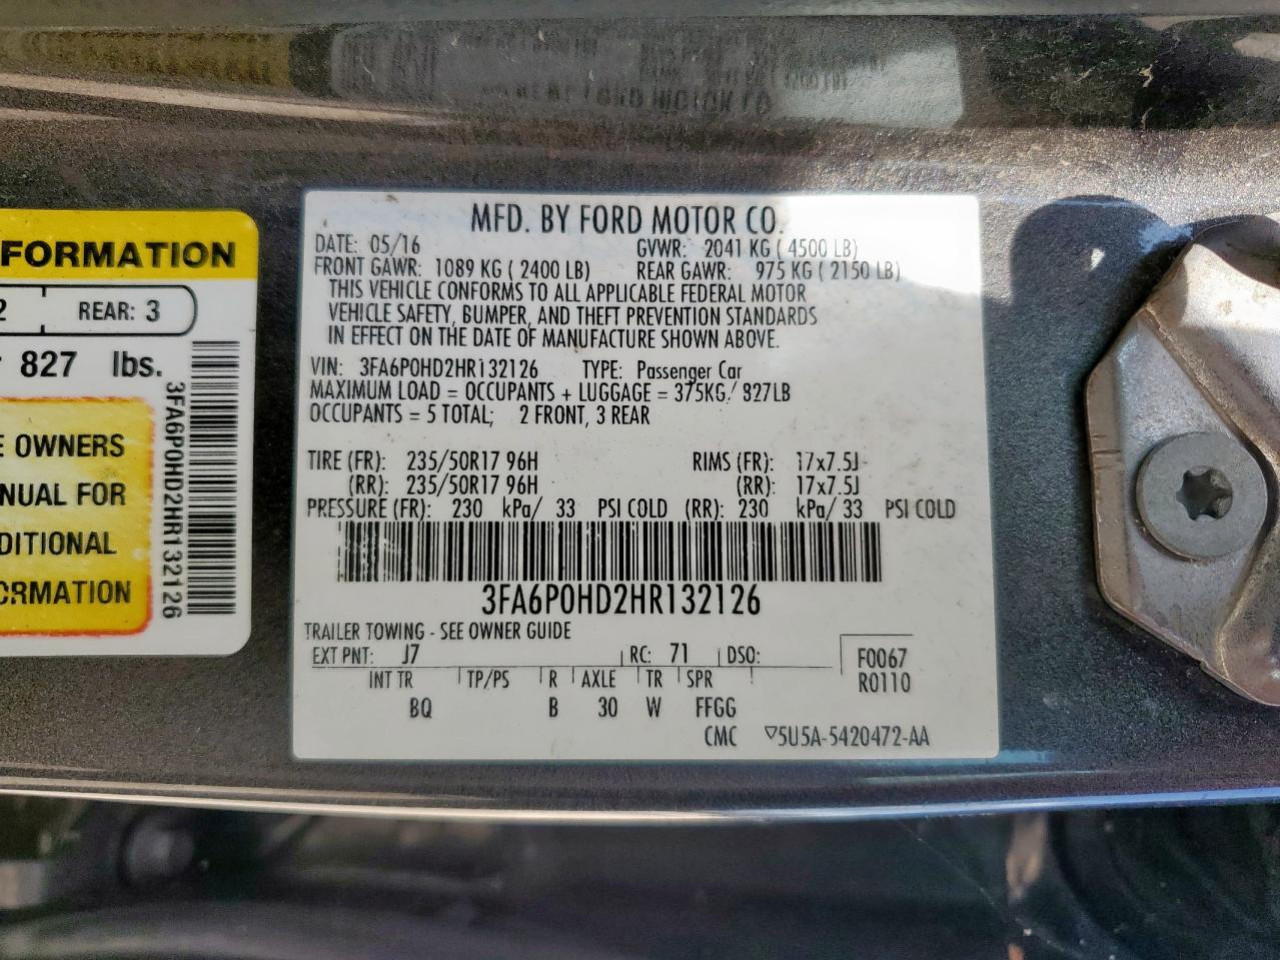 FORMATION
2 REAR: 3
827 lbs.
E OWNERS
NUAL FOR
DITIONAL
ORMATION
3FA6P0HD2HR132126
MFD. BY FORD MOTOR CO.
DATE: 05/16 GVWR: 2041 KG ( 4500 LB)
FRONT GAWR: 1089 KG ( 2400 LB) REAR GAWR: 975 KG ( 2150 LB)
THIS VEHICLE CONFORMS TO ALL APPLICABLE FEDERAL MOTOR
VEHICLE SAFETY, BUMPER, AND THEFT PREVENTION STANDARDS
IN EFFECT ON THE DATE OF MANUFACTURE SHOWN ABOVE.
VIN: 3FA6P0HD2HR132126 TYPE: Passenger Car
MAXIMUM LOAD = OCCUPANTS + LUGGAGE = 375KG/ 827LB
OCCUPANTS = 5 TOTAL; 2 FRONT, 3 REAR
TIRE (FR): 235/50R17 96H RIMS (FR): 17x7.5J
(RR): 235/50R17 96H (RR): 17x7.5J
PRESSURE (FR): 230 kPa/ 33 PSI COLD (RR): 230 kPa/ 33 PSI COLD
3FA6P0HD2HR132126
TRAILER TOWING - SEE OWNER GUIDE
EXT PNT: J7 RC: 71 DSO: F0067
INT TR TP/PS R AXLE TR SPR R0110
BQ B 30 W FFGG
CMC ▽5U5A-5420472-AA